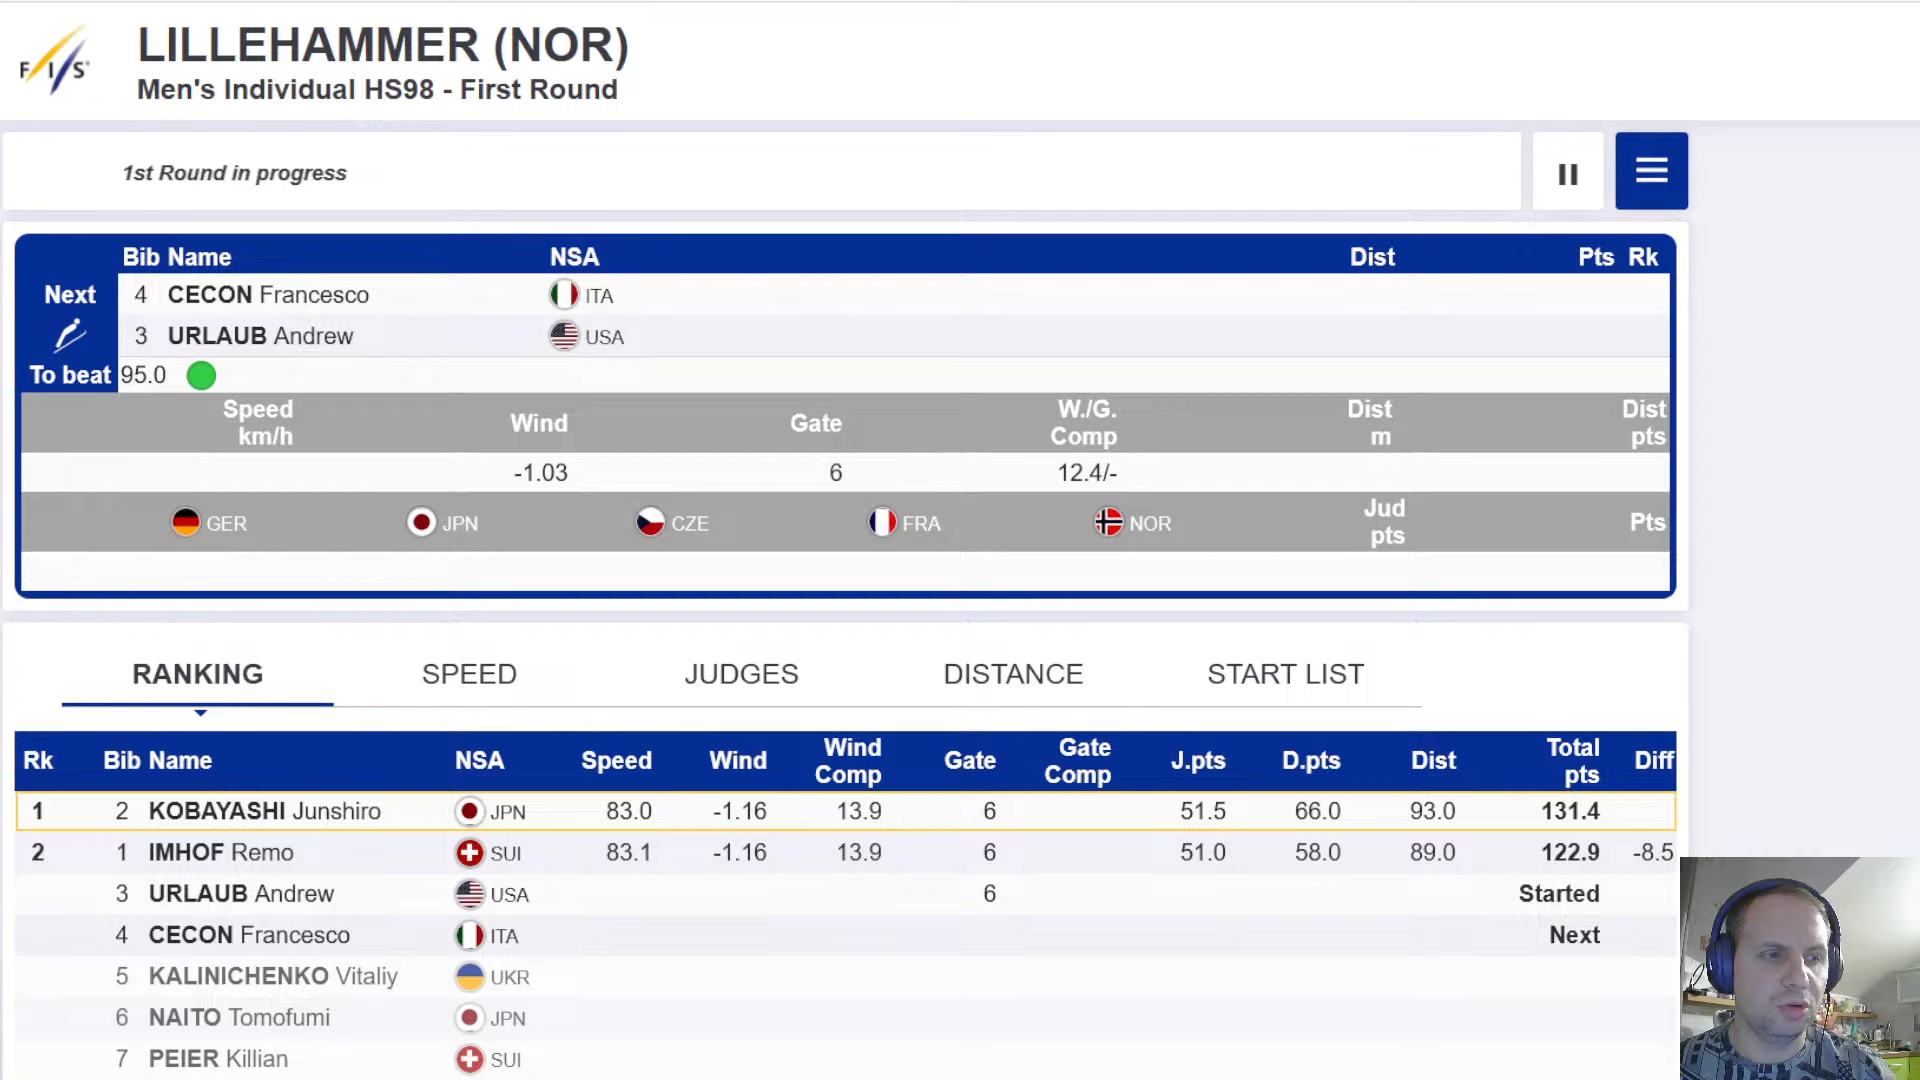 FIS
LILLEHAMMER (NOR)
Men's Individual HS98 - First Round
1st Round in progress
Bib Name NSA Dist Pts Rk
Next 4 CECON Francesco ITA
3 URLAUB Andrew USA
To beat 95.0
Speed km/h Wind Gate W./G. Comp Dist m Dist pts
-1.03 6 12.4/-
GER JPN CZE FRA NOR Jud pts Pts
RANKING SPEED JUDGES DISTANCE START LIST
Rk Bib Name NSA Speed Wind Wind Comp Gate Gate Comp J.pts D.pts Dist Total pts Diff
1 2 KOBAYASHI Junshiro JPN 83.0 -1.16 13.9 6 51.5 66.0 93.0 131.4
2 1 IMHOF Remo SUI 83.1 -1.16 13.9 6 51.0 58.0 89.0 122.9 -8.5
3 URLAUB Andrew USA 6 Started
4 CECON Francesco ITA Next
5 KALINICHENKO Vitaliy UKR
6 NAITO Tomofumi JPN
7 PEIER Killian SUI